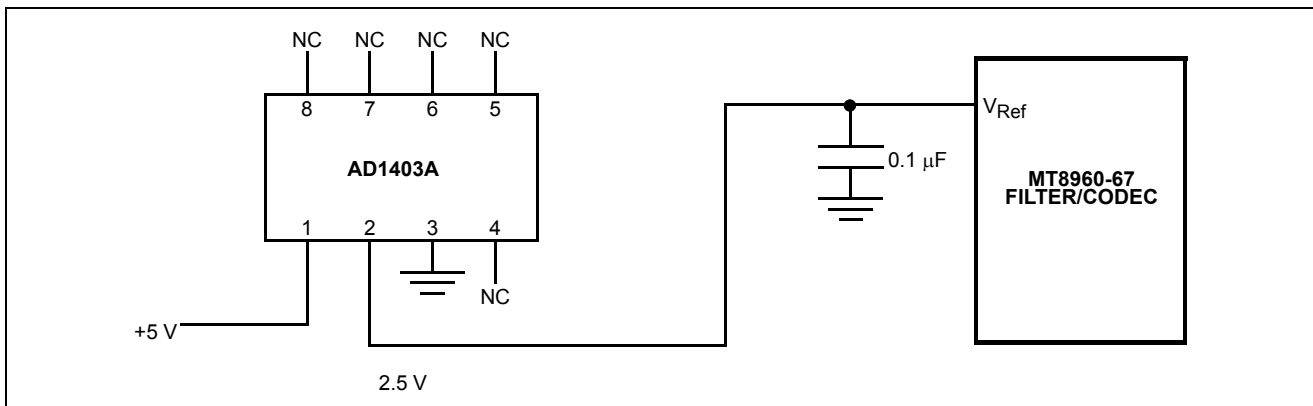 NC NC NC NC
8 7 6 5
AD1403A
1 2 3 4
NC
+5 V
2.5 V
0.1 μF
VRef
MT8960-67
FILTER/CODEC